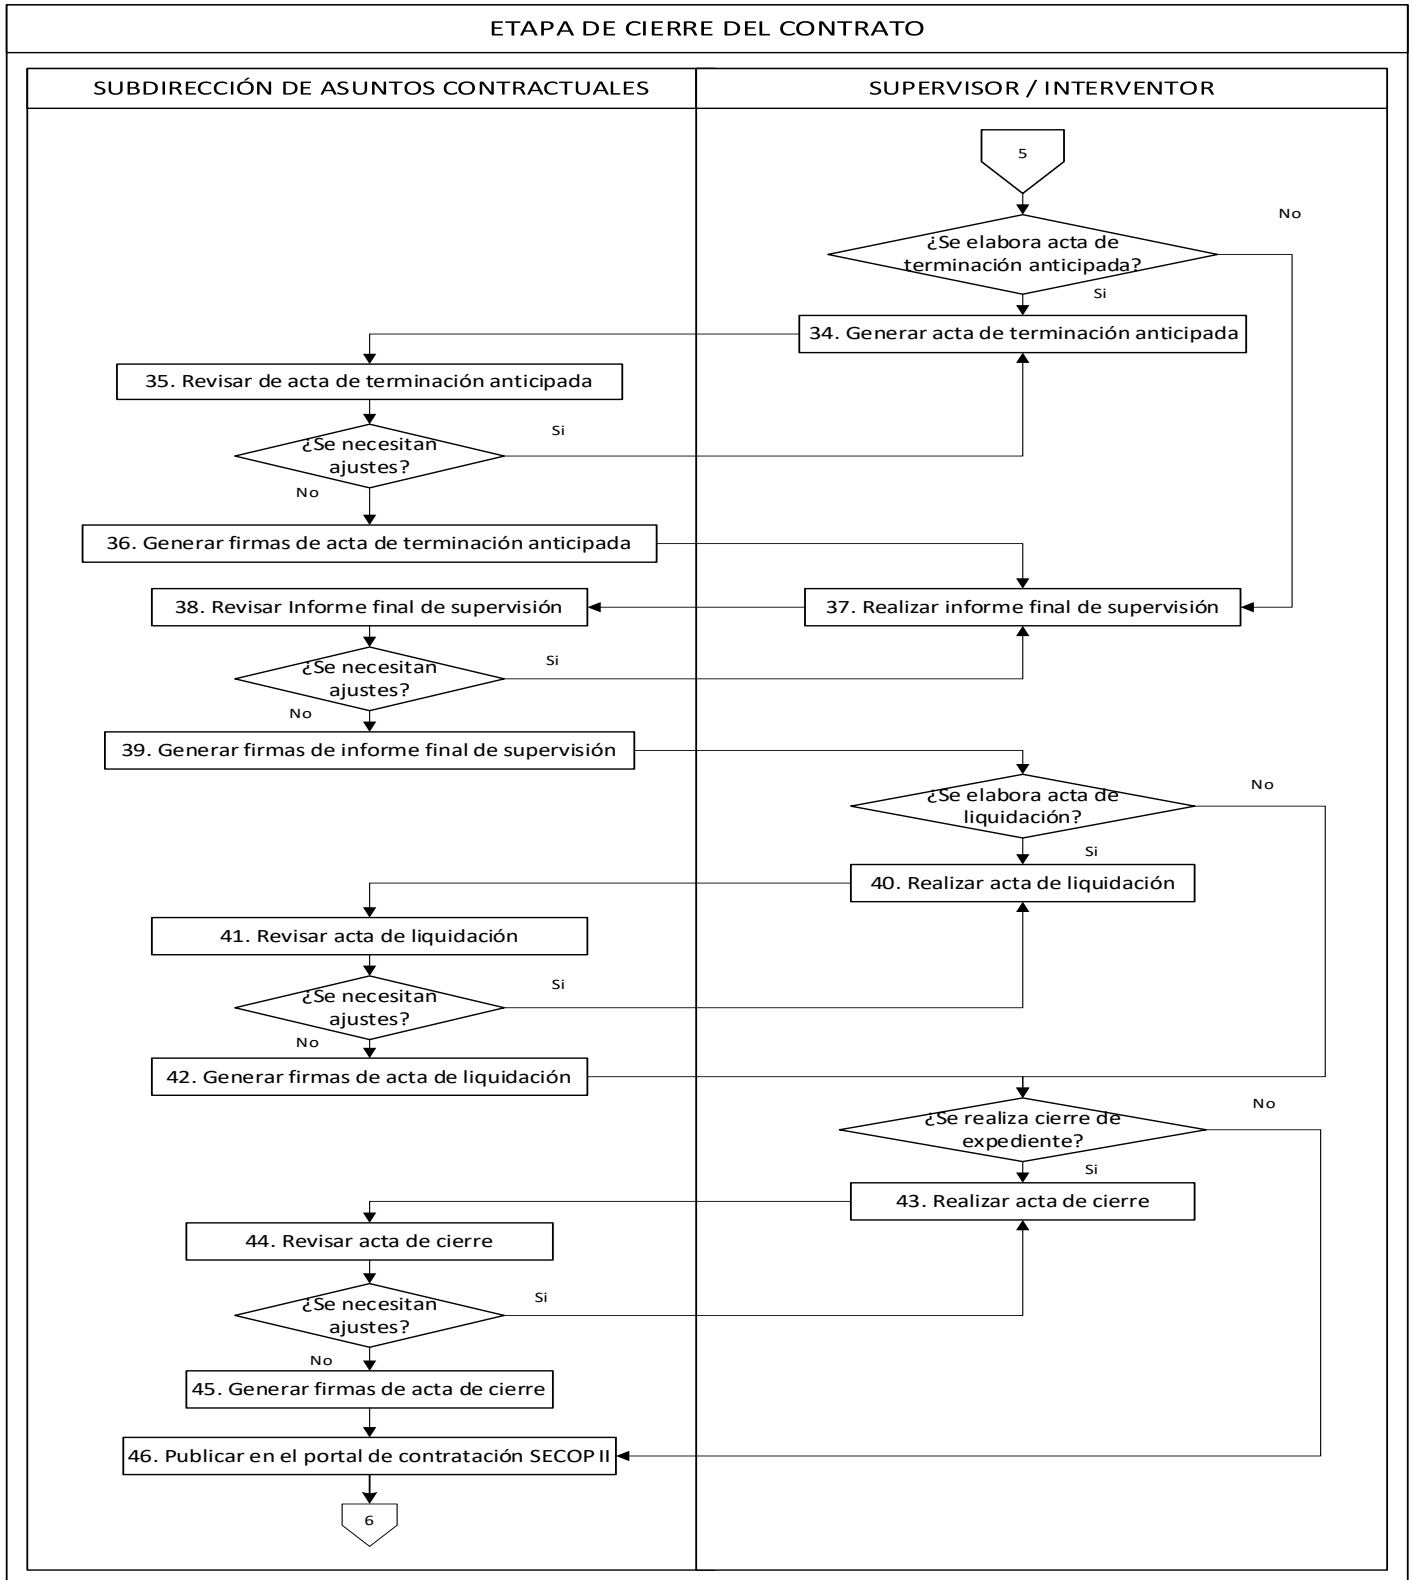 ETAPA DE CIERRE DEL CONTRATO
SUBDIRECCIÓN DE ASUNTOS CONTRACTUALES
SUPERVISOR / INTERVENTOR
5
No
¿Se elabora acta de
terminación anticipada?
Si
34. Generar acta de terminación anticipada
35. Revisar de acta de terminación anticipada
¿Se necesitan
ajustes?
Si
No
36. Generar firmas de acta de terminación anticipada
38. Revisar Informe final de supervisión
37. Realizar informe final de supervisión
¿Se necesitan
ajustes?
Si
No
39. Generar firmas de informe final de supervisión
¿Se elabora acta de
liquidación?
No
Si
40. Realizar acta de liquidación
41. Revisar acta de liquidación
¿Se necesitan
ajustes?
Si
No
42. Generar firmas de acta de liquidación
¿Se realiza cierre de
expediente?
No
Si
43. Realizar acta de cierre
44. Revisar acta de cierre
¿Se necesitan
ajustes?
Si
No
45. Generar firmas de acta de cierre
46. Publicar en el portal de contratación SECOP II
6